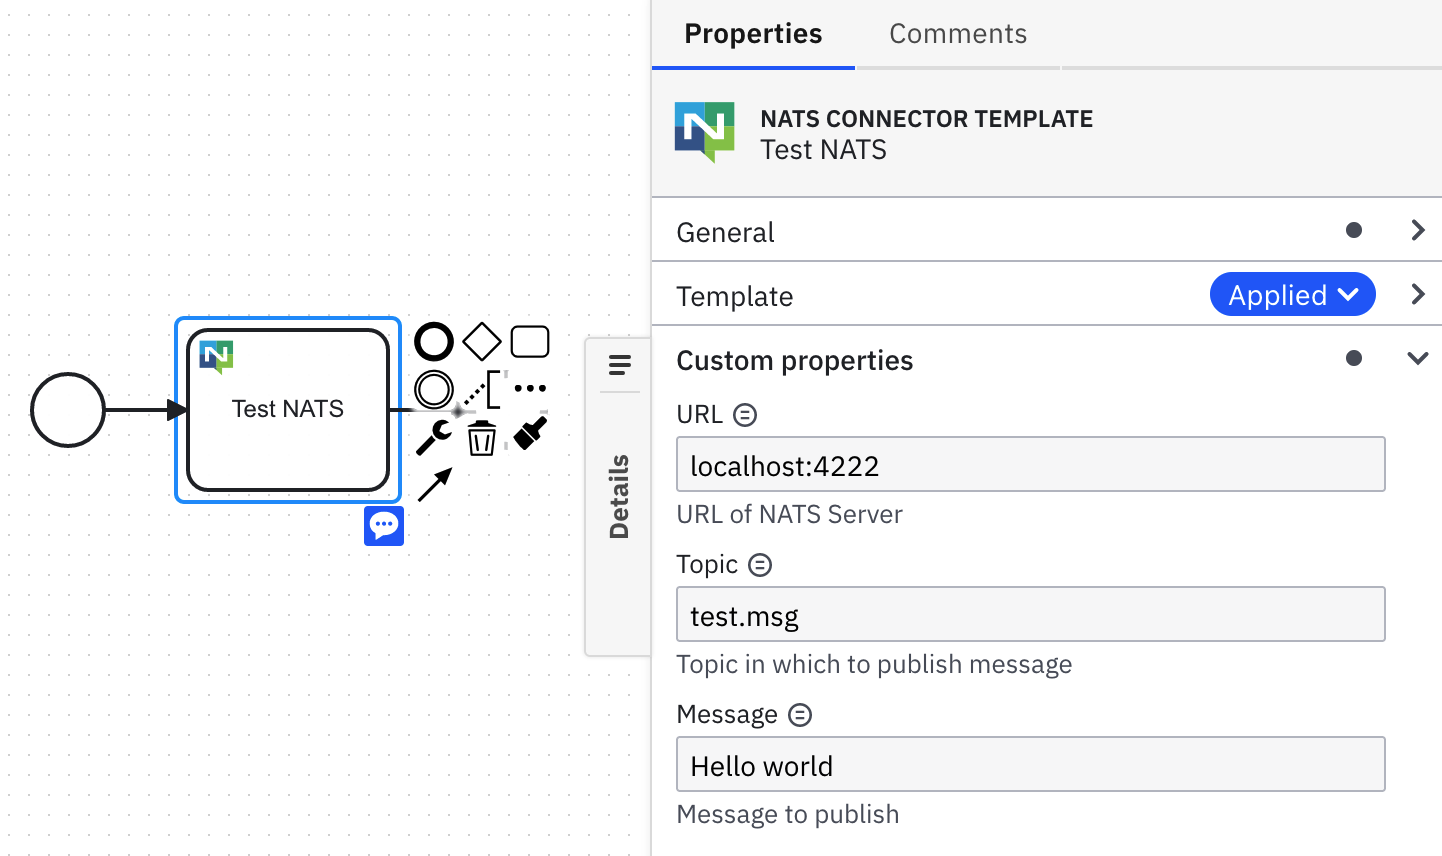 Test NATS
Details
Properties
Comments
NATS CONNECTOR TEMPLATE
Test NATS
General
Template
Applied
Custom properties
URL
localhost:4222
URL of NATS Server
Topic
test.msg
Topic in which to publish message
Message
Hello world
Message to publish